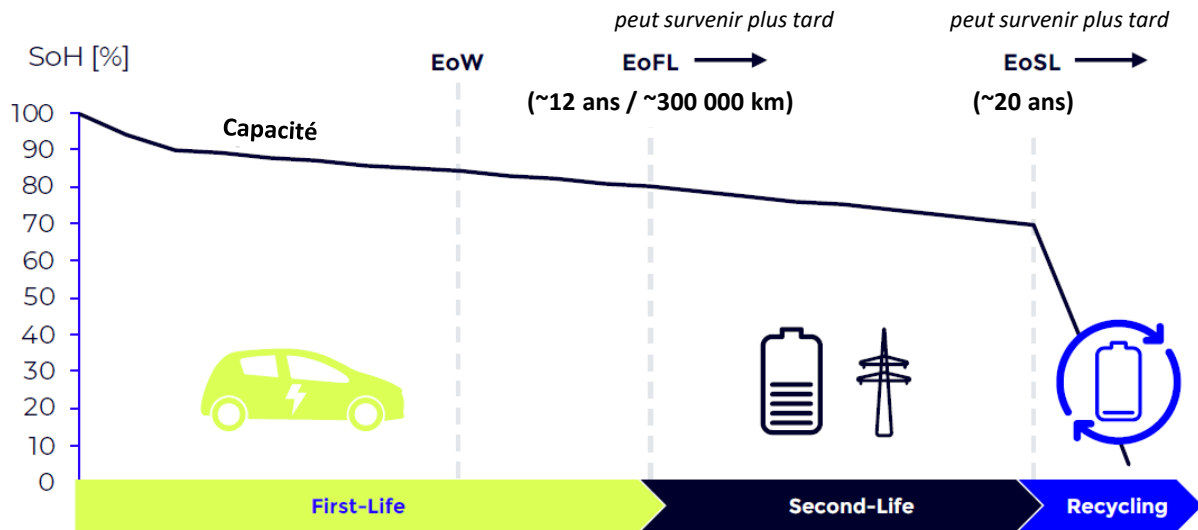 peut survenir plus tard
peut survenir plus tard
SoH [%]
EoW
EoFL
EoSL
(~12 ans / ~300 000 km)
(~20 ans)
100
Capacité
90
80
70
60
50
40
30
20
10
0
First-Life
Second-Life
Recycling